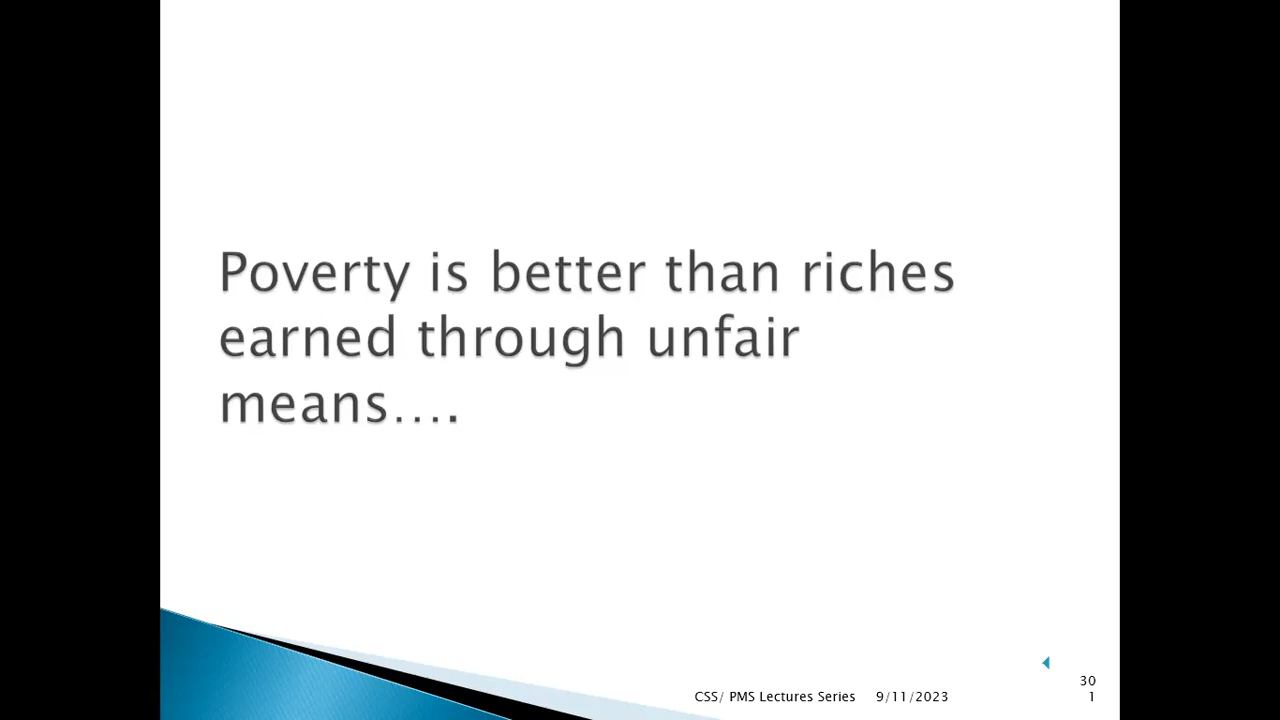 Poverty is better than riches
earned through unfair
means….
CSS/ PMS Lectures Series 9/11/2023
30
1